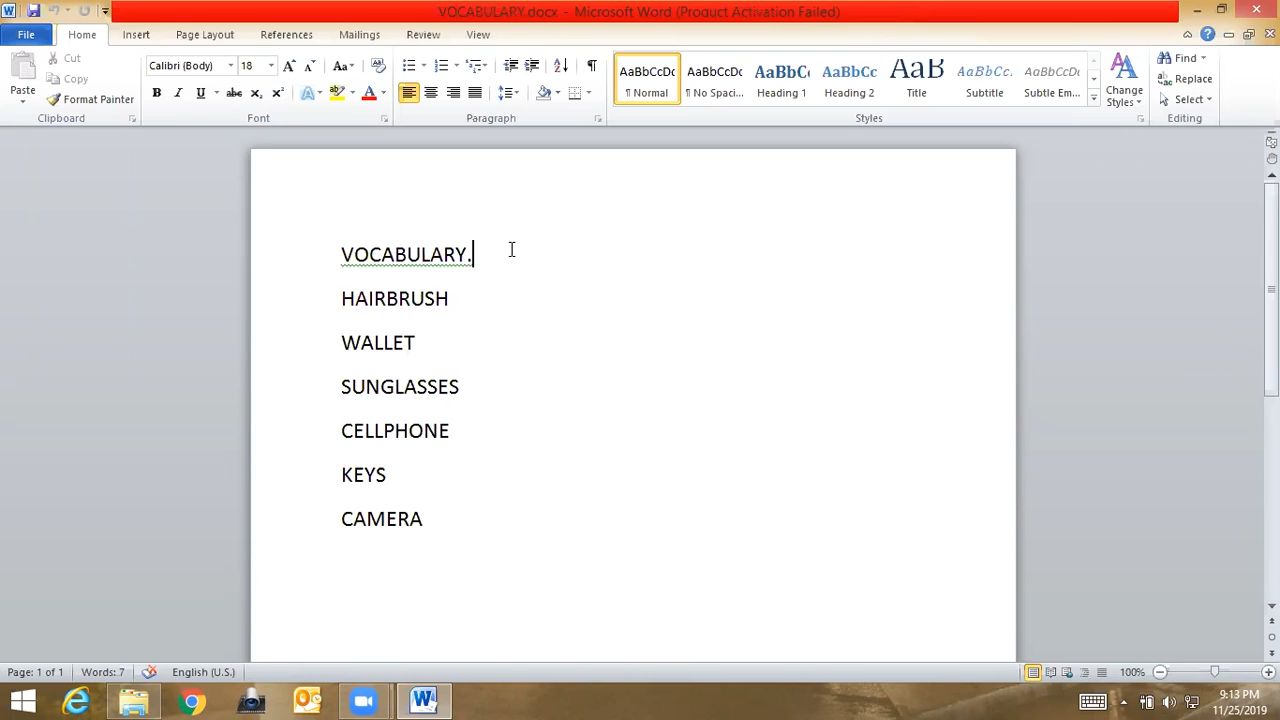 VOCABULARY.docx - Microsoft Word (Product Activation Failed)
File Home Insert Page Layout References Mailings Review View
Paste Cut Copy Format Painter
Calibri (Body) 18
AaBbCcDc AaBbCcDc AaBbCc AaBbCc AaB AaBbCc. AaBbCcDc
¶ Normal ¶ No Spaci... Heading 1 Heading 2 Title Subtitle Subtle Em...
Change Styles
Find Replace Select
Clipboard Font Paragraph Styles Editing
VOCABULARY.
HAIRBRUSH
WALLET
SUNGLASSES
CELLPHONE
KEYS
CAMERA
Page: 1 of 1 Words: 7 English (U.S.) 100%
9:13 PM
11/25/2019